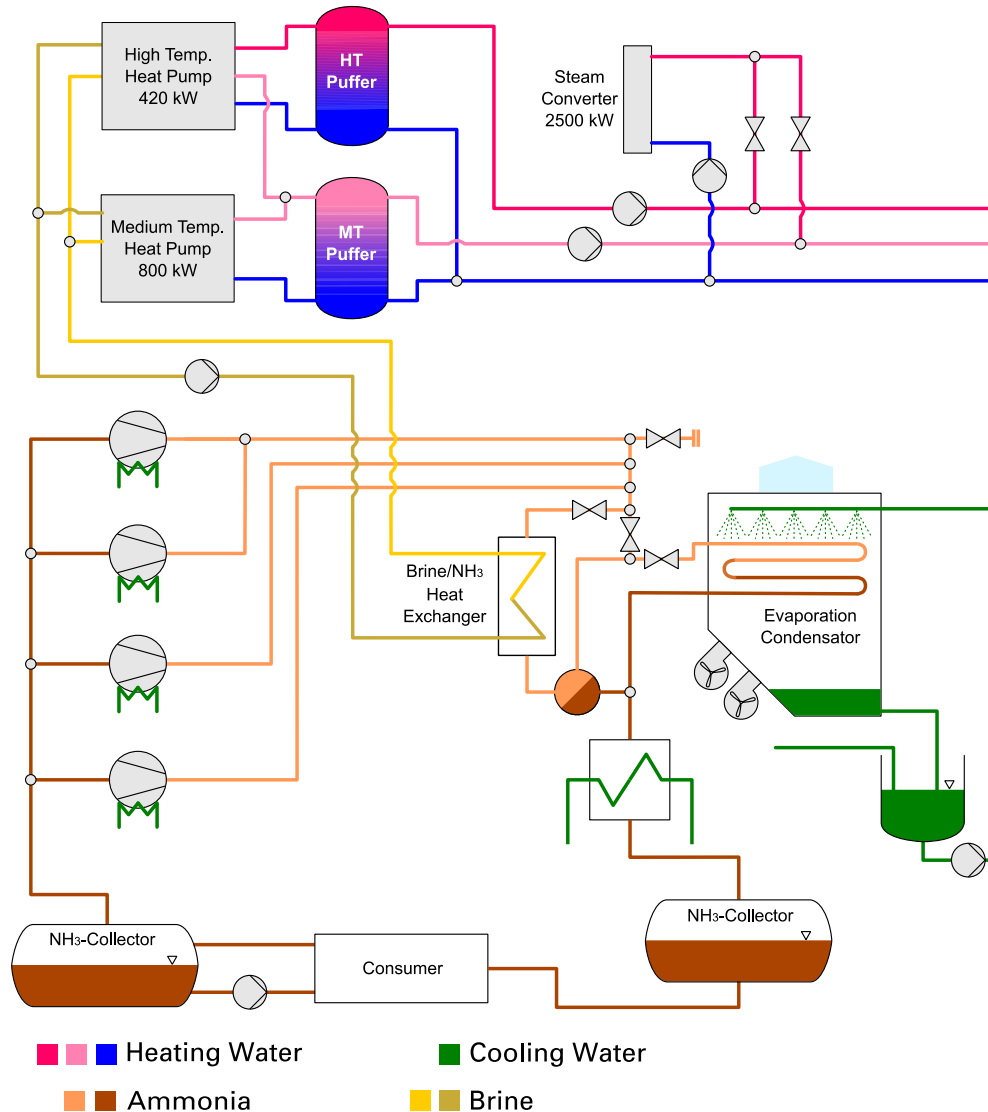 High Temp.
Heat Pump
420 kW
HT
Puffer
Steam
Converter
2500 kW
Medium Temp.
Heat Pump
800 kW
MT
Puffer
Brine/NH₃
Heat
Exchanger
Evaporation
Condensator
NH₃-Collector
Consumer
NH₃-Collector
Heating Water
Cooling Water
Ammonia
Brine